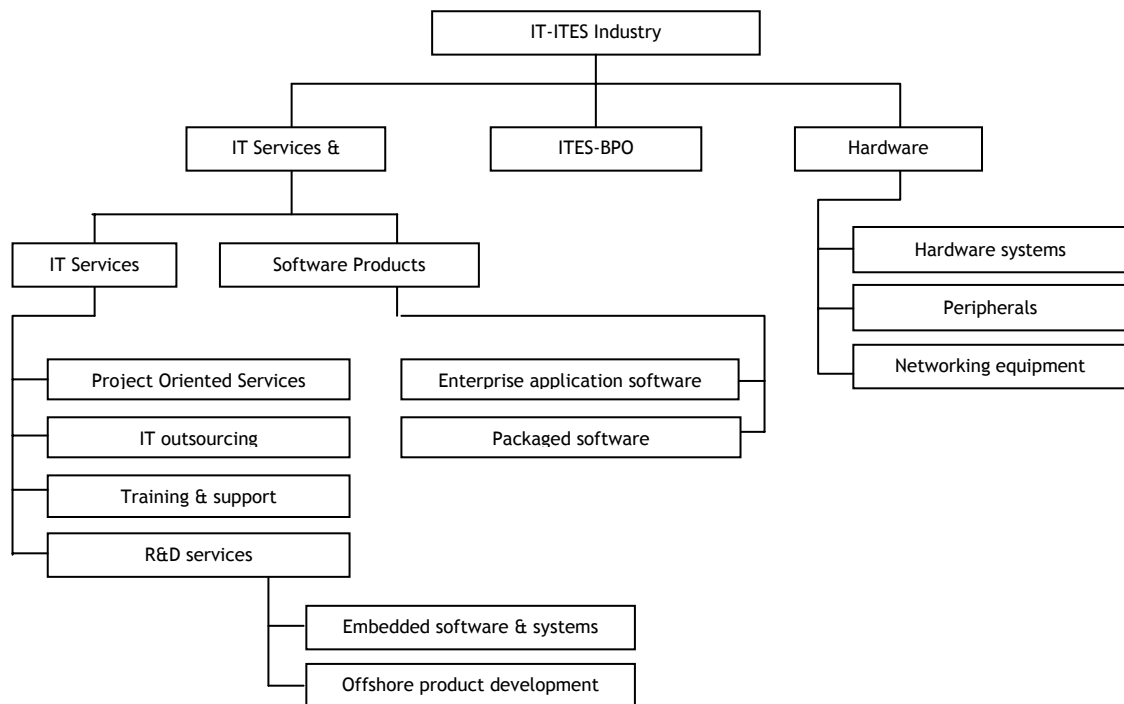 IT-ITES Industry
IT Services &
ITES-BPO
Hardware
IT Services
Software Products
Hardware systems
Peripherals
Networking equipment
Project Oriented Services
IT outsourcing
Training & support
R&D services
Enterprise application software
Packaged software
Embedded software & systems
Offshore product development